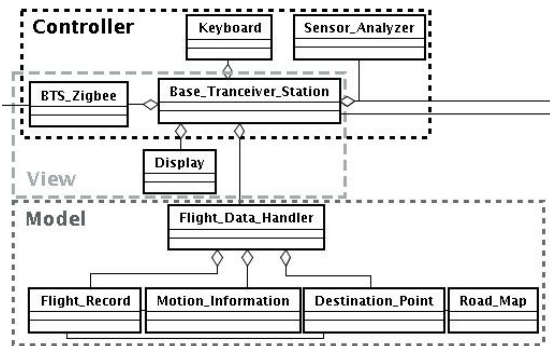 Controller
Keyboard
Sensor_Analyzer
BTS_Zigbee
Base_Tranceiver_Station
Display
View
Model
Flight_Data_Handler
Flight_Record
Motion_Information
Destination_Point
Road_Map